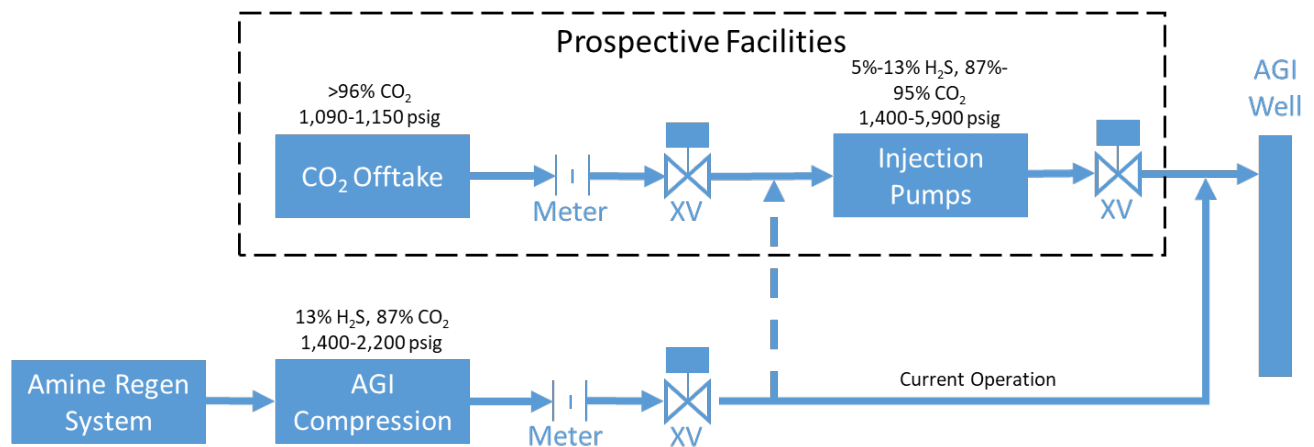 Prospective Facilities
>96% CO₂
1,090-1,150 psig
CO₂ Offtake
Meter
XV
5%-13% H₂S, 87%-
95% CO₂
1,400-5,900 psig
Injection
Pumps
XV
AGI
Well
13% H₂S, 87% CO₂
1,400-2,200 psig
Amine Regen
System
AGI
Compression
Meter
XV
Current Operation